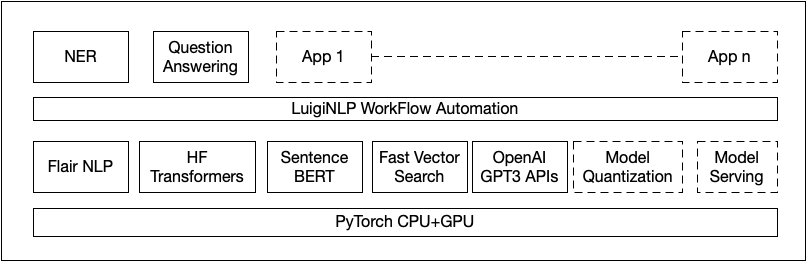 NER
Question
Answering
App 1
App n
LuigiNLP WorkFlow Automation
Flair NLP
HF
Transformers
Sentence
BERT
Fast Vector
Search
OpenAI
GPT3 APIs
Model
Quantization
Model
Serving
PyTorch CPU+GPU